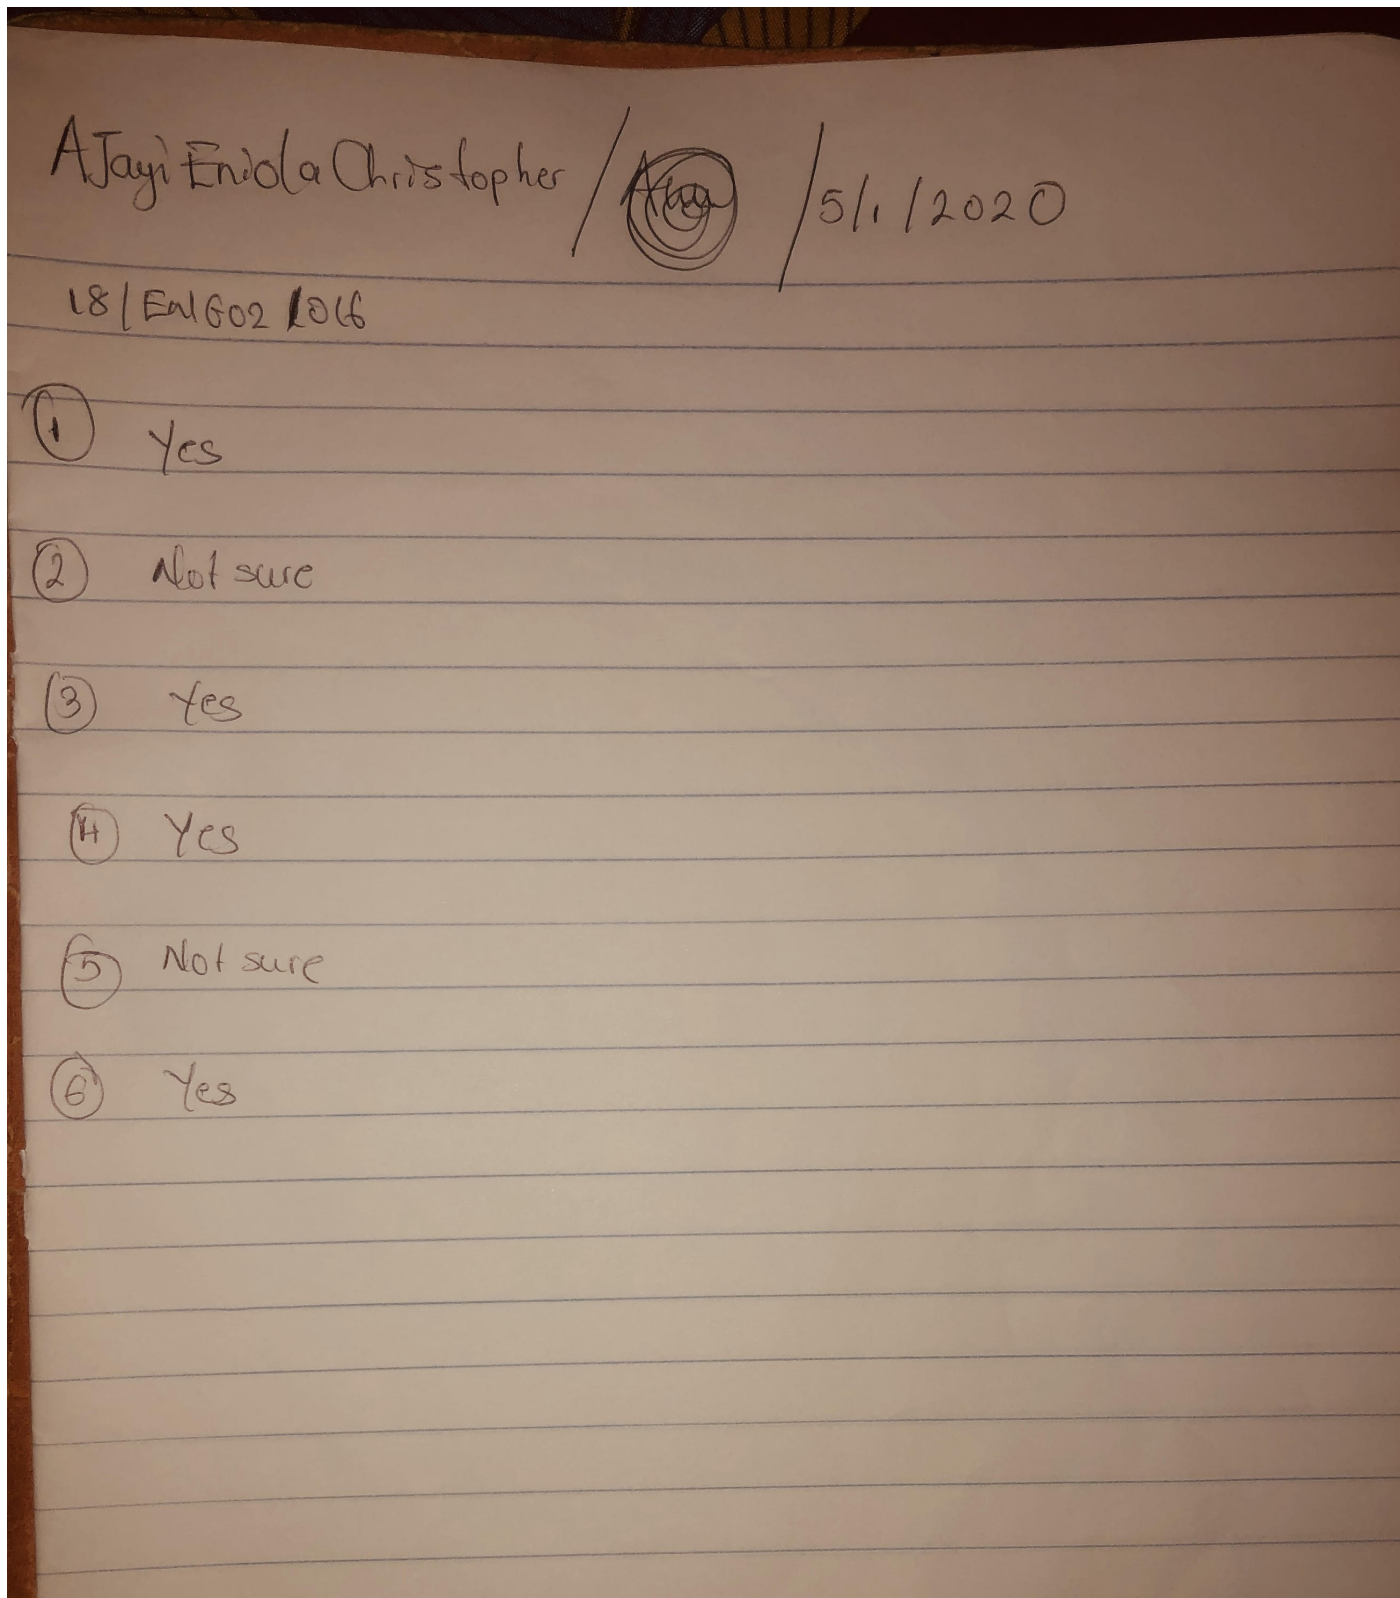 AJayi Eniola Christopher / / 5/1/2020
18/ENG02/016
1 Yes
2 Not sure
3 Yes
4 Yes
5 Not sure
6 Yes